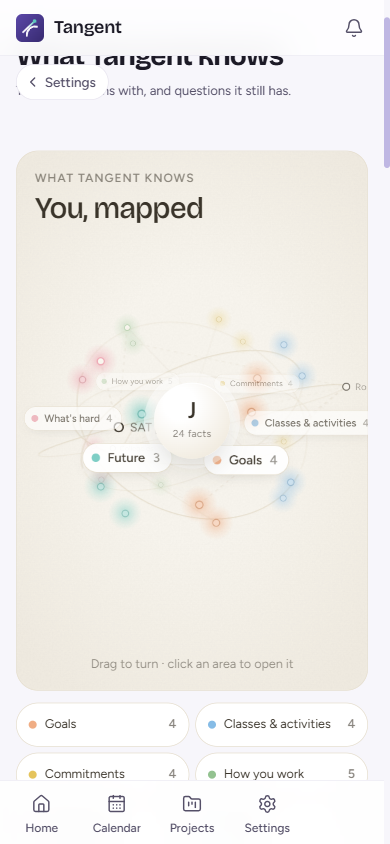 Tangent
What Tangent knows
Settings
ns with, and questions it still has.
WHAT TANGENT KNOWS
You, mapped
How you work 5
Commitments 4
Ro
What's hard 4
SAT
J
24 facts
Classes & activities 4
Future 3
Goals 4
Drag to turn · click an area to open it
Goals 4
Classes & activities 4
Commitments 4
How you work 5
Home
Calendar
Projects
Settings